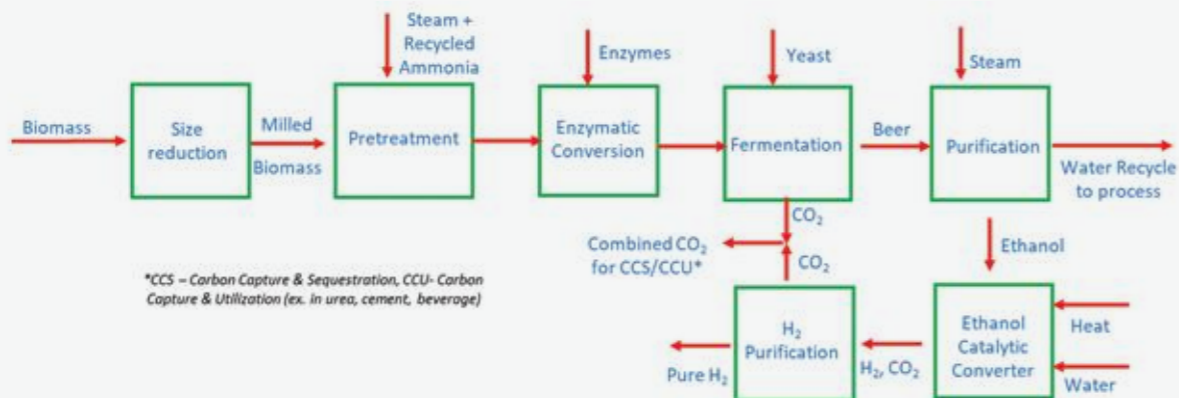 Steam +
Recycled
Ammonia
Enzymes
Yeast
Steam
Biomass
Size
reduction
Milled
Biomass
Pretreatment
Enzymatic
Conversion
Fermentation
Beer
Purification
Water Recycle
to process
CO₂
Combined CO₂
for CCS/CCU*
CO₂
Ethanol
*CCS – Carbon Capture & Sequestration, CCU- Carbon
Capture & Utilization (ex. in urea, cement, beverage)
H₂
Purification
Pure H₂
H₂, CO₂
Ethanol
Catalytic
Converter
Heat
Water